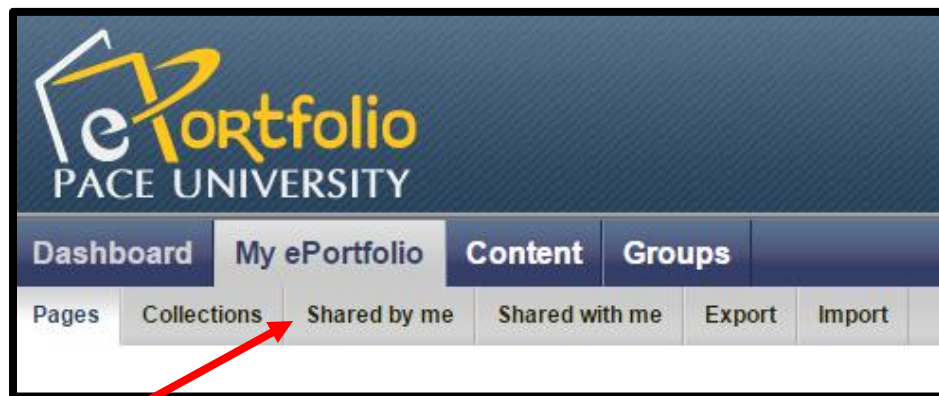 ePortfolio
PACE UNIVERSITY
Dashboard My ePortfolio Content Groups
Pages Collections Shared by me Shared with me Export Import